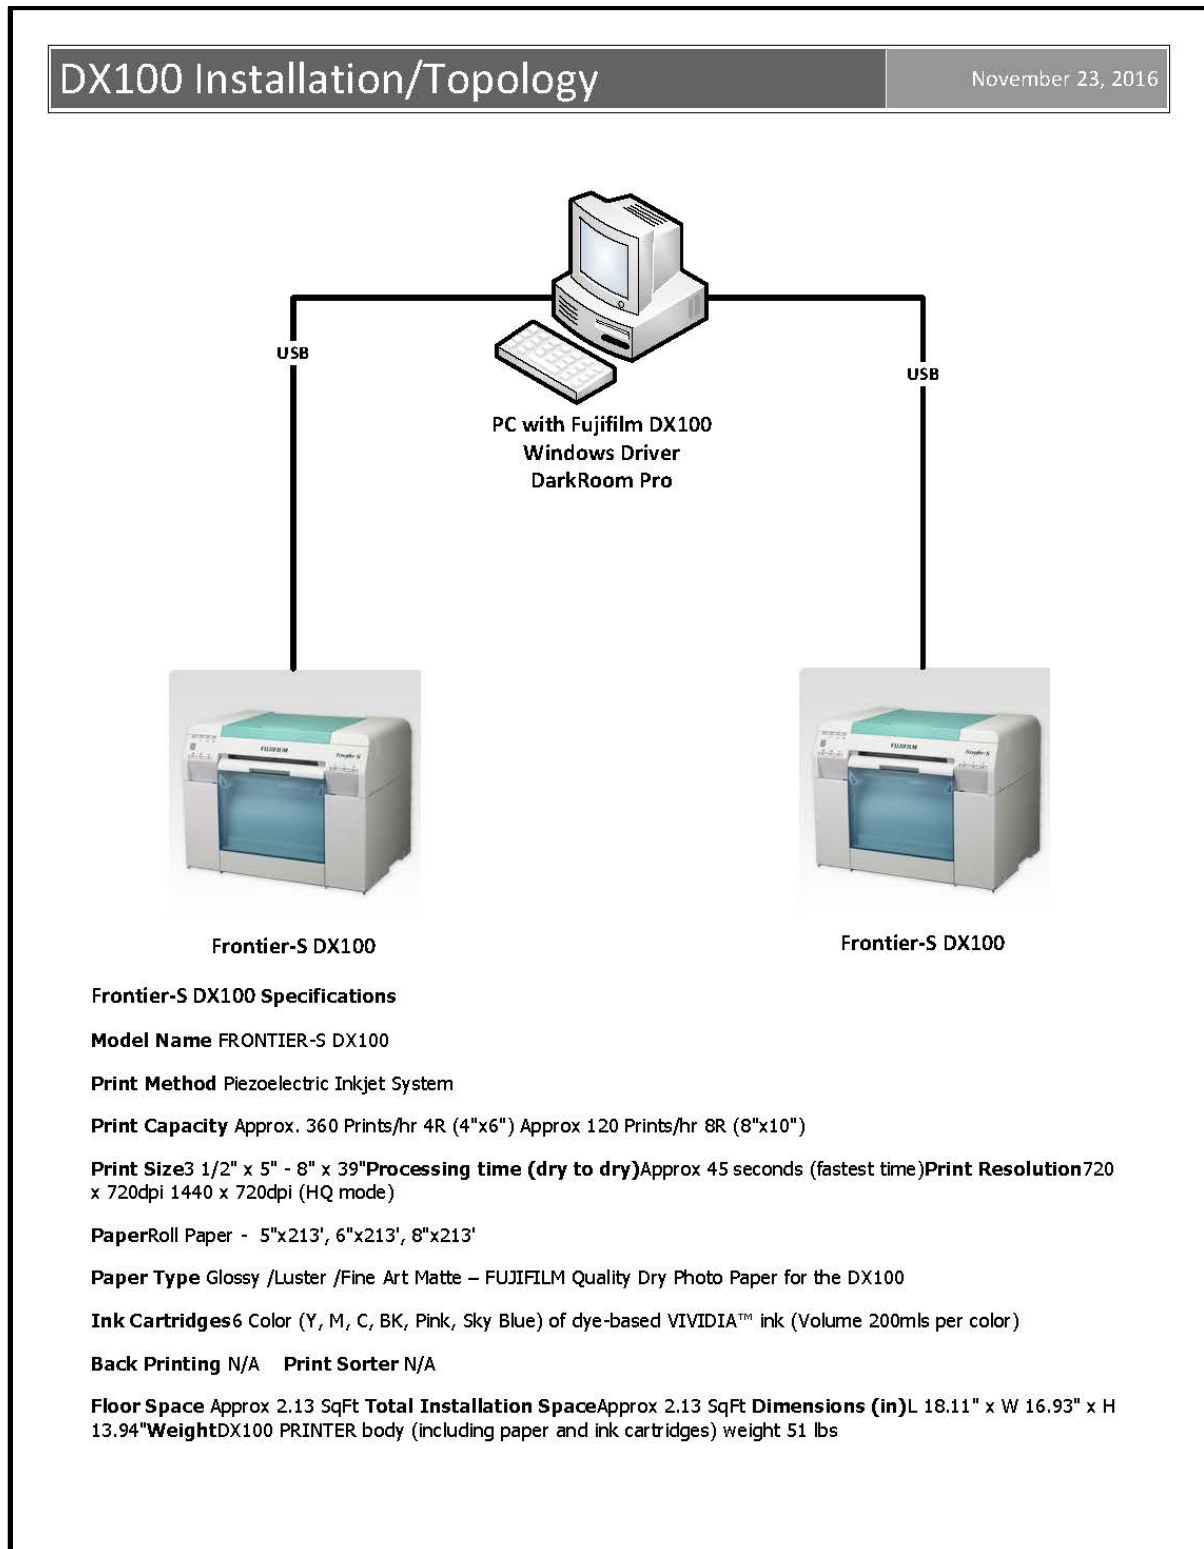 DX100 Installation/Topology
November 23, 2016
USB
USB
PC with Fujifilm DX100
Windows Driver
DarkRoom Pro
FUJIFILM
Frontier-S
FUJIFILM
Frontier-S
Frontier-S DX100
Frontier-S DX100
Frontier-S DX100 Specifications
Model Name FRONTIER-S DX100
Print Method Piezoelectric Inkjet System
Print Capacity Approx. 360 Prints/hr 4R (4"x6") Approx 120 Prints/hr 8R (8"x10")
Print Size3 1/2" x 5" - 8" x 39"Processing time (dry to dry)Approx 45 seconds (fastest time)Print Resolution720
x 720dpi 1440 x 720dpi (HQ mode)
PaperRoll Paper - 5"x213', 6"x213', 8"x213'
Paper Type Glossy /Luster /Fine Art Matte – FUJIFILM Quality Dry Photo Paper for the DX100
Ink Cartridges6 Color (Y, M, C, BK, Pink, Sky Blue) of dye-based VIVIDIA™ ink (Volume 200mls per color)
Back Printing N/A Print Sorter N/A
Floor Space Approx 2.13 SqFt Total Installation SpaceApprox 2.13 SqFt Dimensions (in)L 18.11" x W 16.93" x H
13.94"WeightDX100 PRINTER body (including paper and ink cartridges) weight 51 lbs